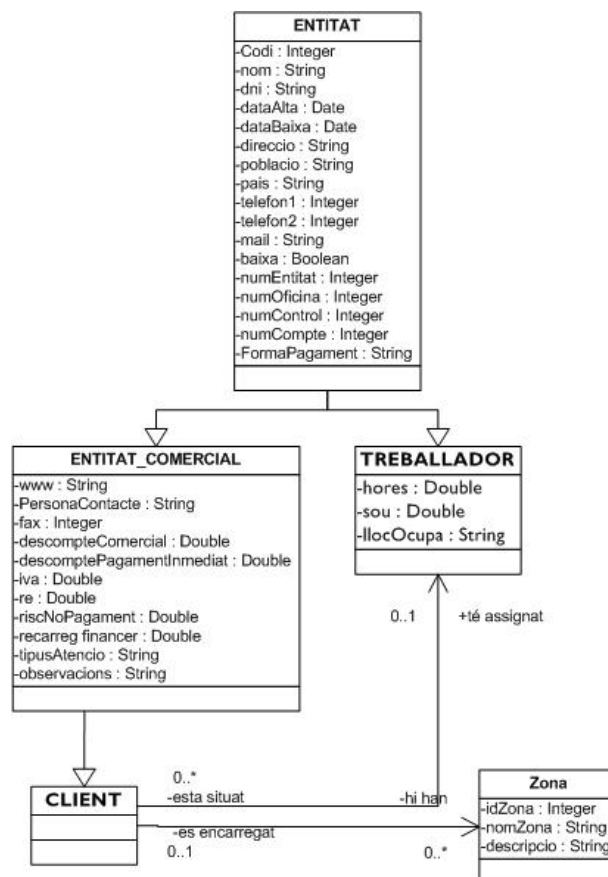 ENTITAT
-Codi : Integer
-nom : String
-dni : String
-dataAlta : Date
-dataBaixa : Date
-direccio : String
-poblacio : String
-pais : String
-telefon1 : Integer
-telefon2 : Integer
-mail : String
-baixa : Boolean
-numEntitat : Integer
-numOficina : Integer
-numControl : Integer
-numCompte : Integer
-FormaPagament : String
ENTITAT_COMERCIAL
-www : String
-PersonaContacte : String
-fax : Integer
-descompteComercial : Double
-descomptePagamentInmediat : Double
-iva : Double
-re : Double
-riscNoPagament : Double
-recarreg financer : Double
-tipusAtencio : String
-observacions : String
TREBALLADOR
-hores : Double
-sou : Double
-llocOcupa : String
0..1
+té assignat
CLIENT
0..*
-esta situat
-hi han
-es encarregat
0..1
0..*
Zona
-idZona : Integer
-nomZona : String
-descripcio : String